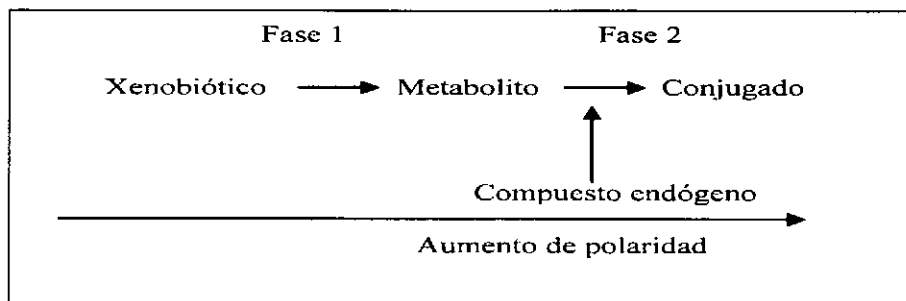 Fase 1 Fase 2
Xenobiótico Metabolito Conjugado
Compuesto endógeno
Aumento de polaridad